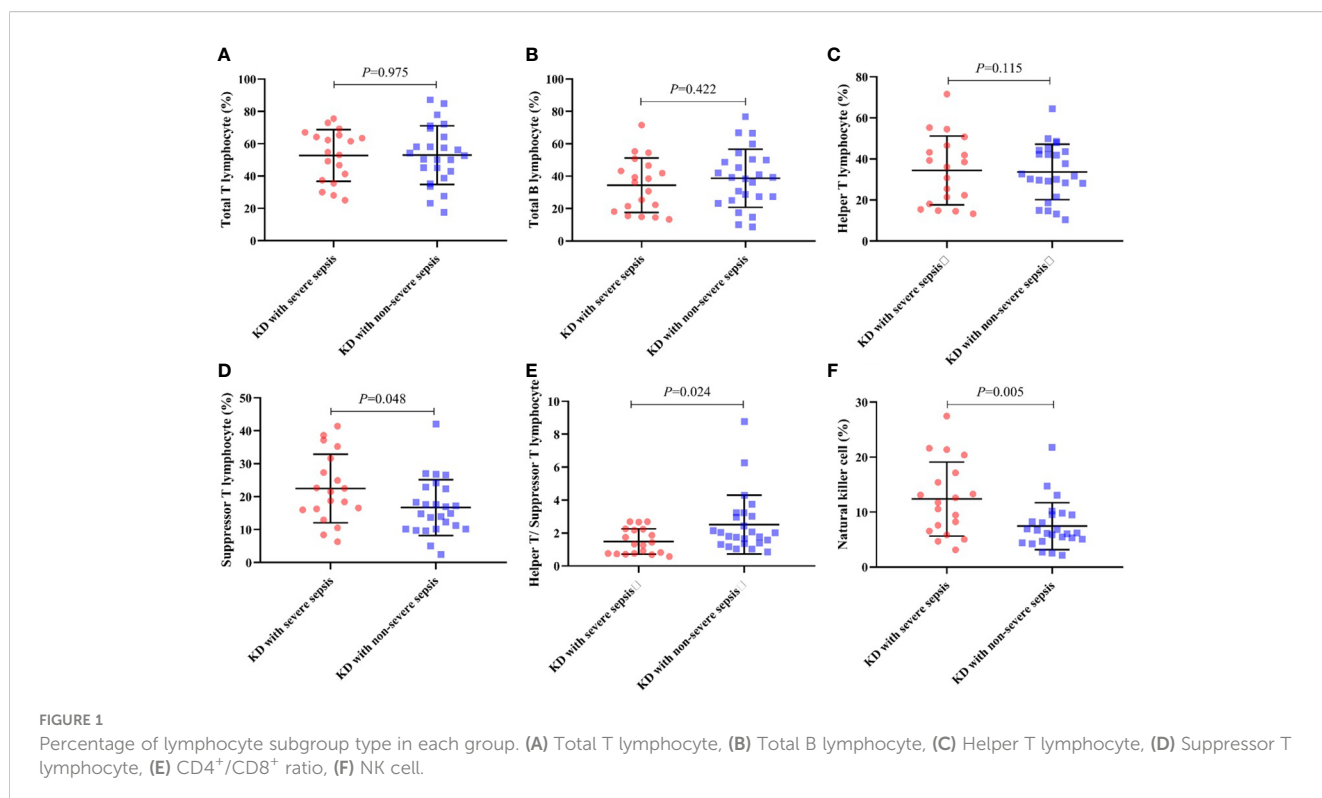 A
P=0.975
Total T lymphocyte (%)
100
80
60
40
20
0
KD with severe sepsis
KD with non-severe sepsis
B
P=0.422
Total B lymphocyte (%)
100
80
60
40
20
0
KD with severe sepsis
KD with non-severe sepsis
C
P=0.115
Helper T lymphocyte (%)
80
60
40
20
0
KD with severe sepsis□
KD with non-severe sepsis□
D
P=0.048
Suppressor T lymphocyte (%)
50
40
30
20
10
0
KD with severe sepsis
KD with non-severe sepsis
E
P=0.024
Helper T/ Suppressor T lymphocyte
10
8
6
4
2
0
KD with severe sepsis□
KD with non-severe sepsis□
F
P=0.005
Natural killer cell (%)
30
20
10
0
KD with severe sepsis
KD with non-severe sepsis
FIGURE 1
Percentage of lymphocyte subgroup type in each group. (A) Total T lymphocyte, (B) Total B lymphocyte, (C) Helper T lymphocyte, (D) Suppressor T
lymphocyte, (E) CD4⁺/CD8⁺ ratio, (F) NK cell.